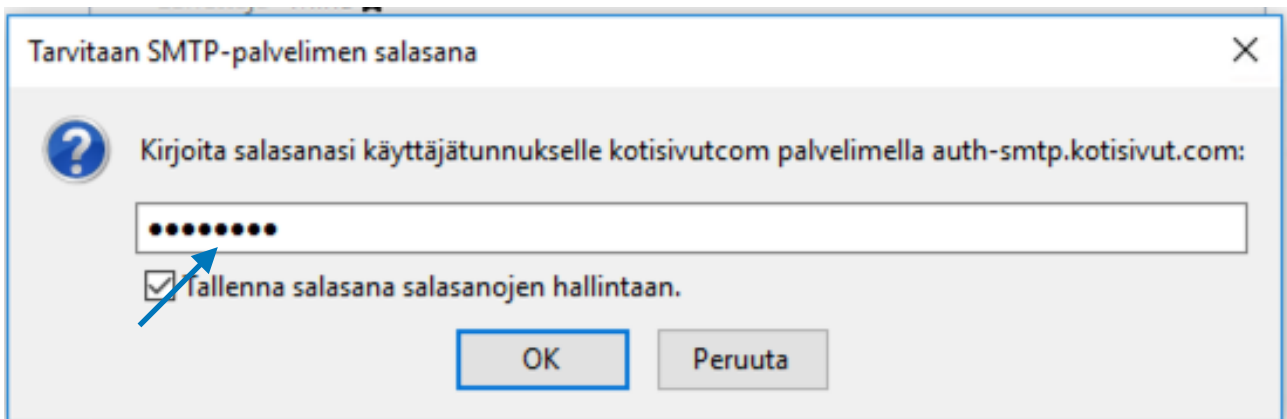 Tarvitaan SMTP-palvelimen salasana
Kirjoita salasanasi käyttäjätunnukselle kotisivutcom palvelimella auth-smtp.kotisivut.com:
••••••••
Tallenna salasana salasanojen hallintaan.
OK
Peruuta